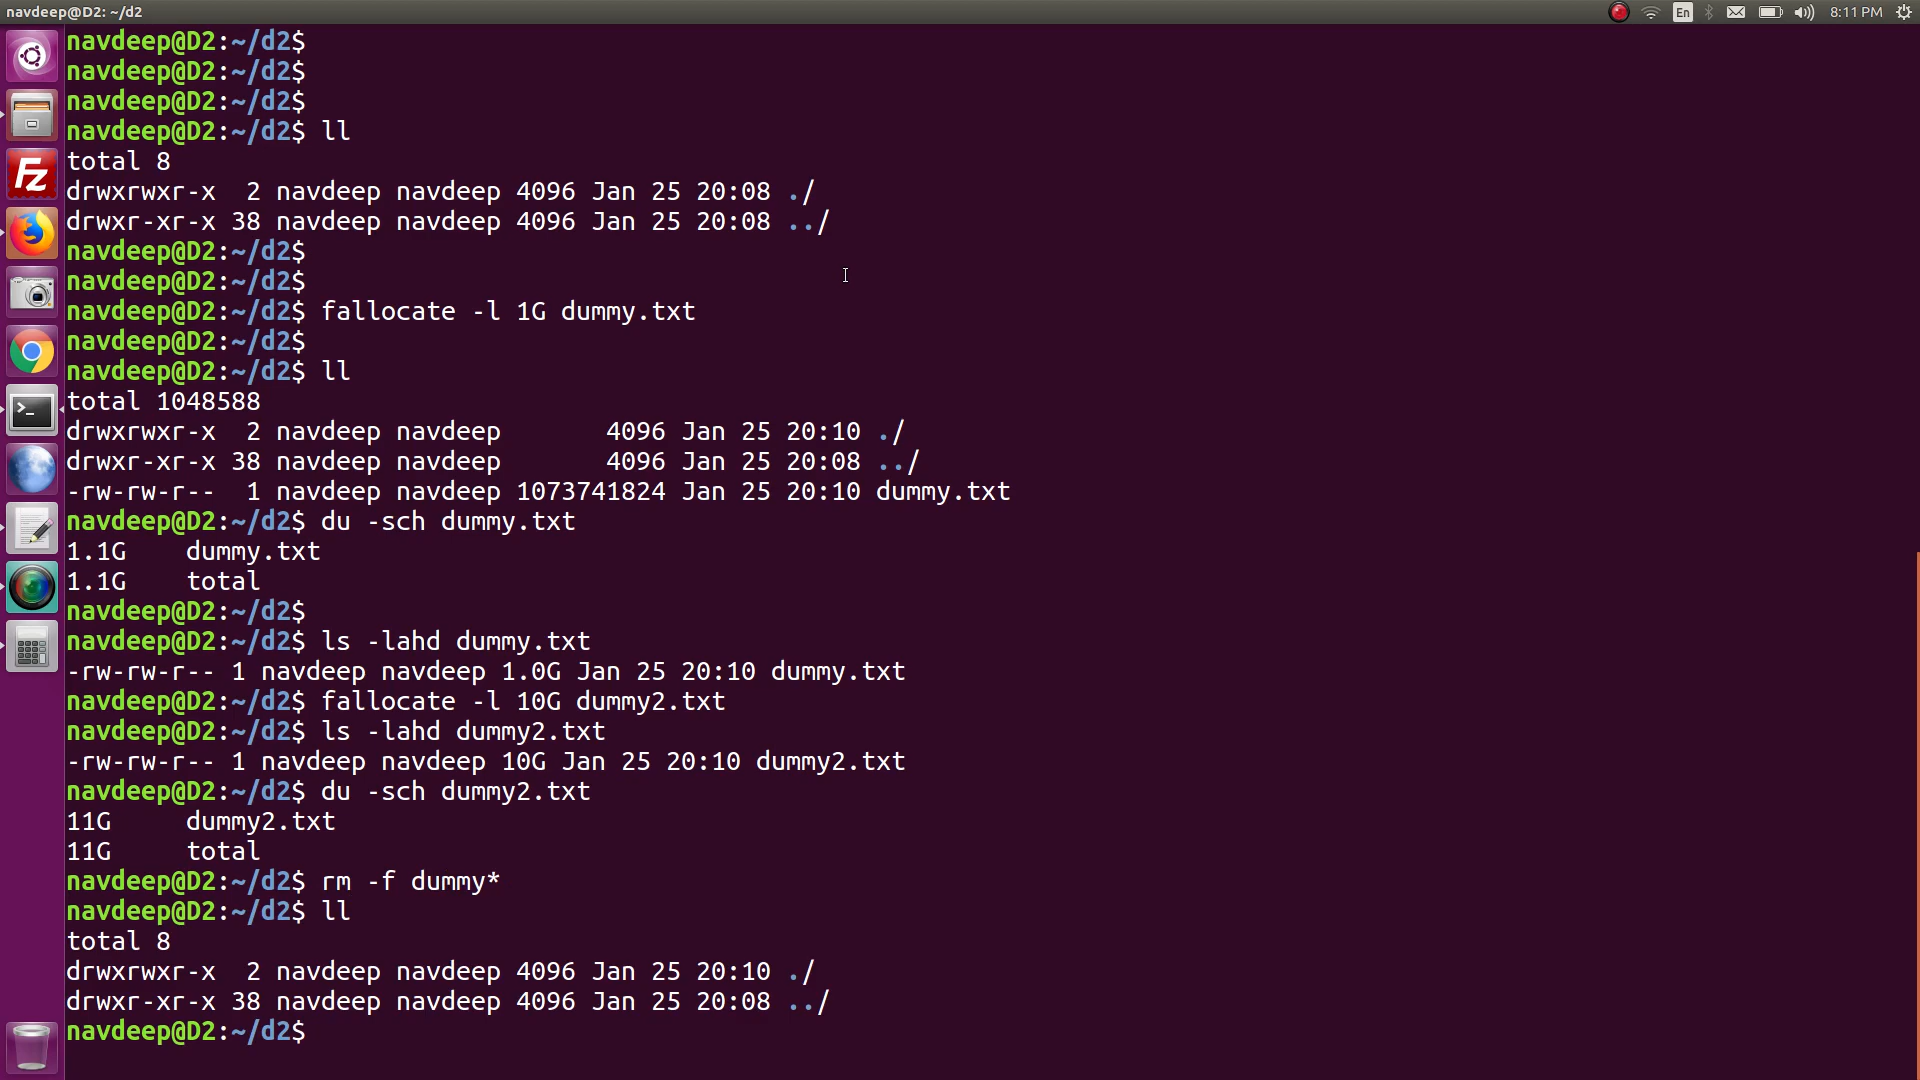 navdeep@D2: ~/d2
En
8:11 PM
navdeep@D2:~/d2$
navdeep@D2:~/d2$
navdeep@D2:~/d2$
navdeep@D2:~/d2$ ll
total 8
drwxrwxr-x  2 navdeep navdeep 4096 Jan 25 20:08 ./
drwxr-xr-x 38 navdeep navdeep 4096 Jan 25 20:08 ../
navdeep@D2:~/d2$
navdeep@D2:~/d2$
navdeep@D2:~/d2$ fallocate -l 1G dummy.txt
navdeep@D2:~/d2$
navdeep@D2:~/d2$ ll
total 1048588
drwxrwxr-x  2 navdeep navdeep       4096 Jan 25 20:10 ./
drwxr-xr-x 38 navdeep navdeep       4096 Jan 25 20:08 ../
-rw-rw-r--  1 navdeep navdeep 1073741824 Jan 25 20:10 dummy.txt
navdeep@D2:~/d2$ du -sch dummy.txt
1.1G    dummy.txt
1.1G    total
navdeep@D2:~/d2$
navdeep@D2:~/d2$ ls -lahd dummy.txt
-rw-rw-r-- 1 navdeep navdeep 1.0G Jan 25 20:10 dummy.txt
navdeep@D2:~/d2$ fallocate -l 10G dummy2.txt
navdeep@D2:~/d2$ ls -lahd dummy2.txt
-rw-rw-r-- 1 navdeep navdeep 10G Jan 25 20:10 dummy2.txt
navdeep@D2:~/d2$ du -sch dummy2.txt
11G     dummy2.txt
11G     total
navdeep@D2:~/d2$ rm -f dummy*
navdeep@D2:~/d2$ ll
total 8
drwxrwxr-x  2 navdeep navdeep 4096 Jan 25 20:10 ./
drwxr-xr-x 38 navdeep navdeep 4096 Jan 25 20:08 ../
navdeep@D2:~/d2$
Fz